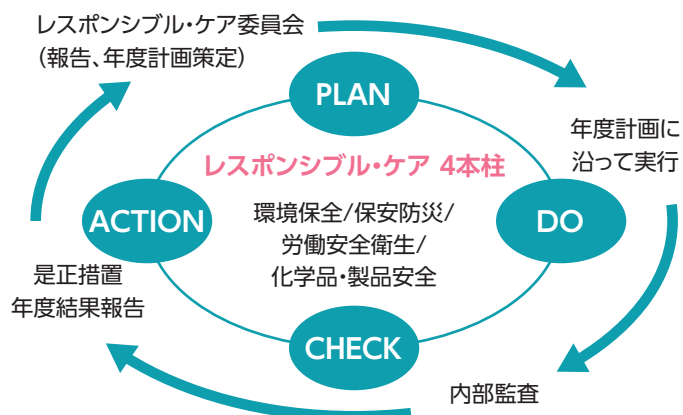 レスポンシブル・ケア委員会
（報告、年度計画策定）
PLAN
年度計画に
沿って実行
レスポンシブル・ケア 4本柱
環境保全/保安防災/
労働安全衛生/
化学品・製品安全
ACTION
DO
是正措置
年度結果報告
CHECK
内部監査